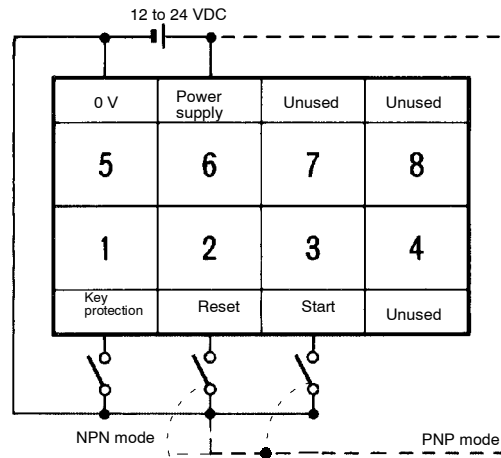 12 to 24 VDC
0 V
Power
supply
Unused
Unused
5
6
7
8
1
2
3
4
Key
protection
Reset
Start
Unused
NPN mode
PNP mode